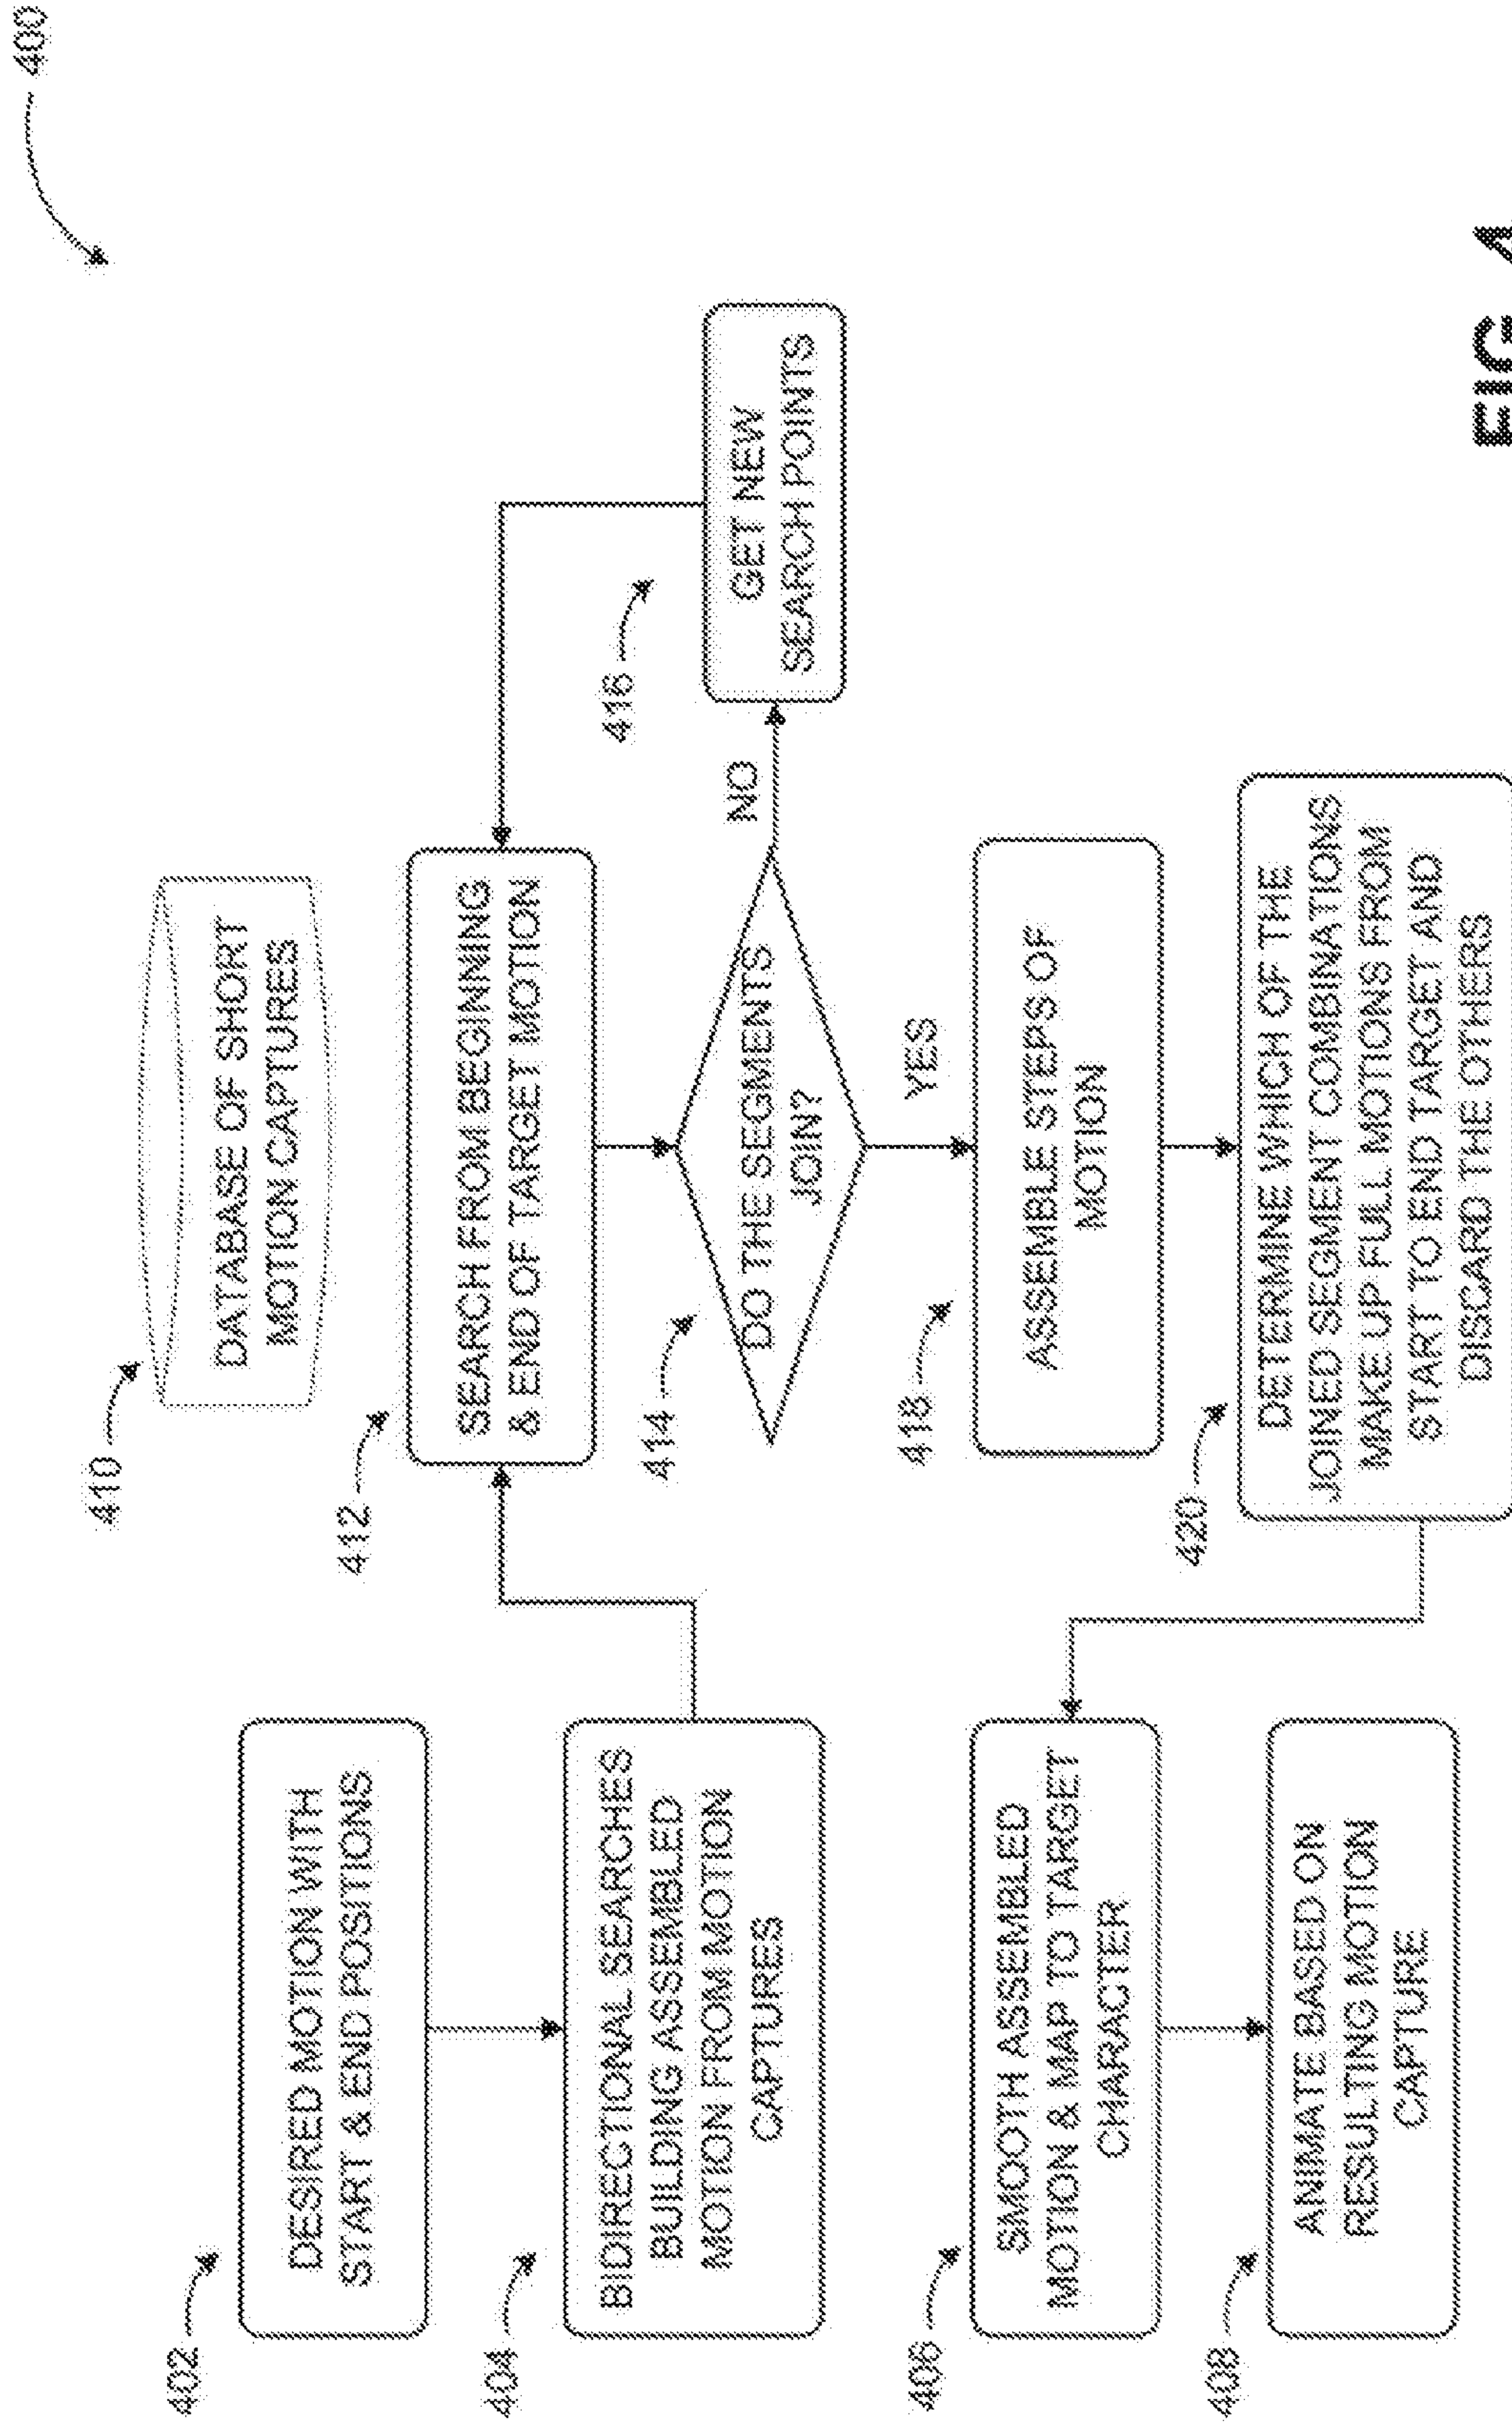 400
402
DESIRED MOTION WITH
START & END POSITIONS
404
BIDIRECTIONAL SEARCHES
BUILDING ASSEMBLED
MOTION FROM MOTION
CAPTURES
406
SMOOTH ASSEMBLED
MOTION & MAP TO TARGET
CHARACTER
408
ANIMATE BASED ON
RESULTING MOTION
CAPTURE
410
DATABASE OF SHORT
MOTION CAPTURES
412
SEARCH FROM BEGINNING
& END OF TARGET MOTION
414
DO THE SEGMENTS
JOIN?
NO
416
GET NEW
SEARCH POINTS
YES
418
ASSEMBLE STEPS OF
MOTION
420
DETERMINE WHICH OF THE
JOINED SEGMENT COMBINATIONS
MAKE UP FULL MOTIONS FROM
START TO END TARGET AND
DISCARD THE OTHERS
FIG. 4